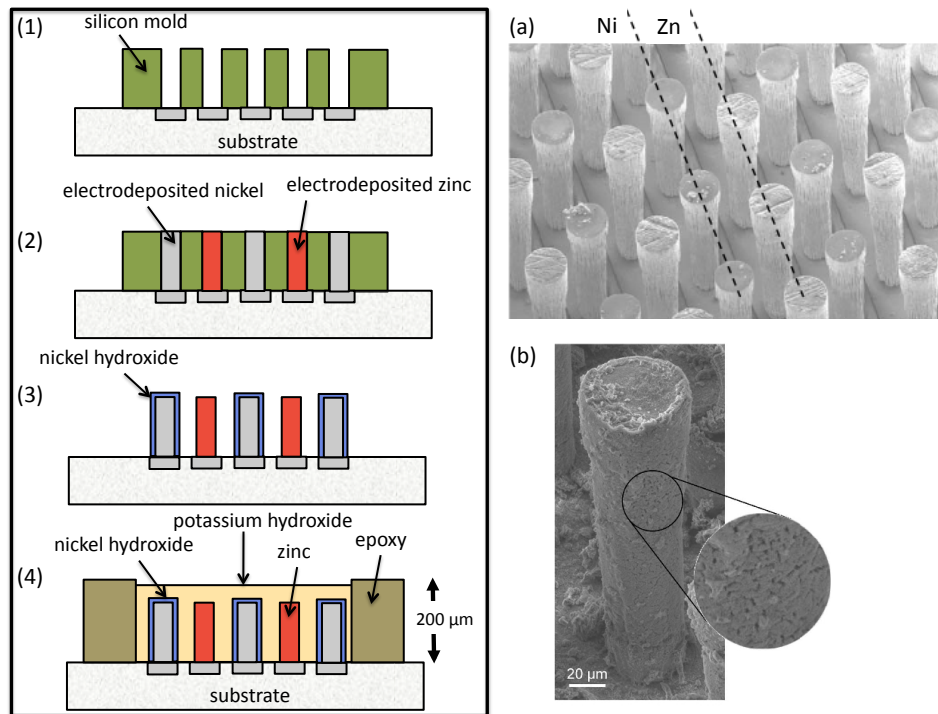 (1)
silicon mold
substrate
electrodeposited nickel
electrodeposited zinc
(2)
nickel hydroxide
(3)
potassium hydroxide
nickel hydroxide
zinc
epoxy
(4)
200 µm
substrate
(a)
Ni
Zn
(b)
20 µm